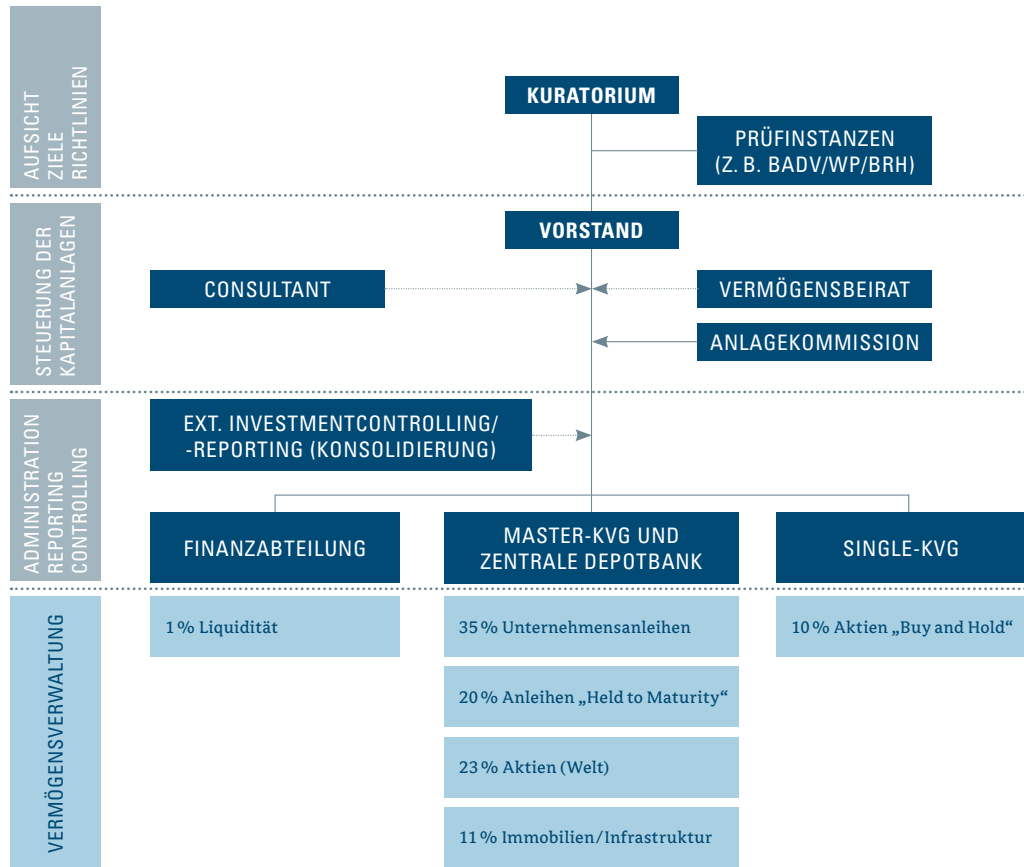 AUFSICHT
ZIELE
RICHTLINIEN
KURATORIUM
PRÜFINSTANZEN
(Z. B. BADV/WP/BRH)
STEUERUNG DER
KAPITALANLAGEN
VORSTAND
CONSULTANT
VERMÖGENSBEIRAT
ANLAGEKOMMISSION
ADMINISTRATION
REPORTING
CONTROLLING
EXT. INVESTMENTCONTROLLING/
-REPORTING (KONSOLIDIERUNG)
FINANZABTEILUNG
MASTER-KVG UND
ZENTRALE DEPOTBANK
SINGLE-KVG
VERMÖGENSVERWALTUNG
1 % Liquidität
35 % Unternehmensanleihen
10 % Aktien „Buy and Hold“
20 % Anleihen „Held to Maturity“
23 % Aktien (Welt)
11 % Immobilien/Infrastruktur